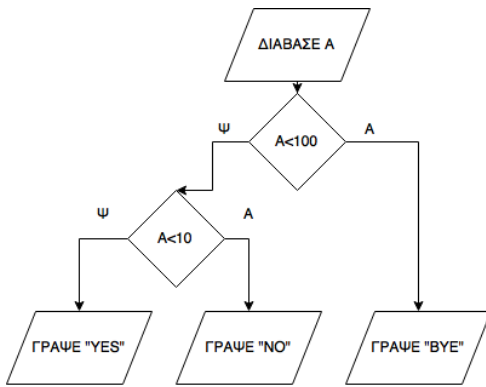 ΔΙΑΒΑΣΕ Α
Ψ
Α<100
Α
Ψ
Α<10
Α
ΓΡΑΨΕ "YES"
ΓΡΑΨΕ "NO"
ΓΡΑΨΕ "BYE"